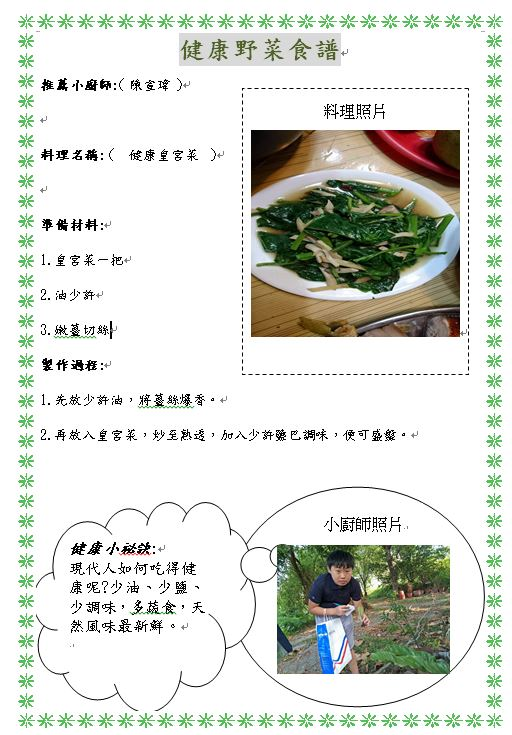 健康野菜食譜
推薦小廚師:( 陳宣瑋 )
料理照片
料理名稱:(  健康皇宮菜  )
準備材料:
1.皇宮菜一把
2.油少許
3.嫩薑切絲
製作過程:
1.先放少許油，將薑絲爆香。
2.再放入皇宮菜，炒至熟透，加入少許鹽巴調味，便可盛盤。
健康小祕訣:
現代人如何吃得健
康呢?少油、少鹽、
少調味，多蔬食，天
然風味最新鮮。
小廚師照片